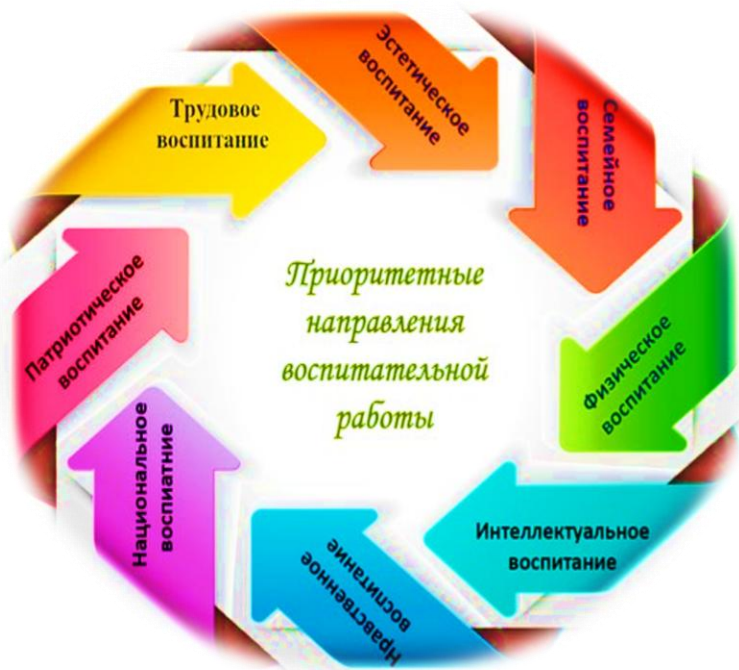 Приоритетные
направления
воспитательной
работы
Трудовое
воспитание
Эстетическое
воспитание
Семейное
воспитание
Физическое
воспитание
Интеллектуальное
воспитание
Нравственное
воспитание
Национальное
воспиатние
Патриотическое
воспитание